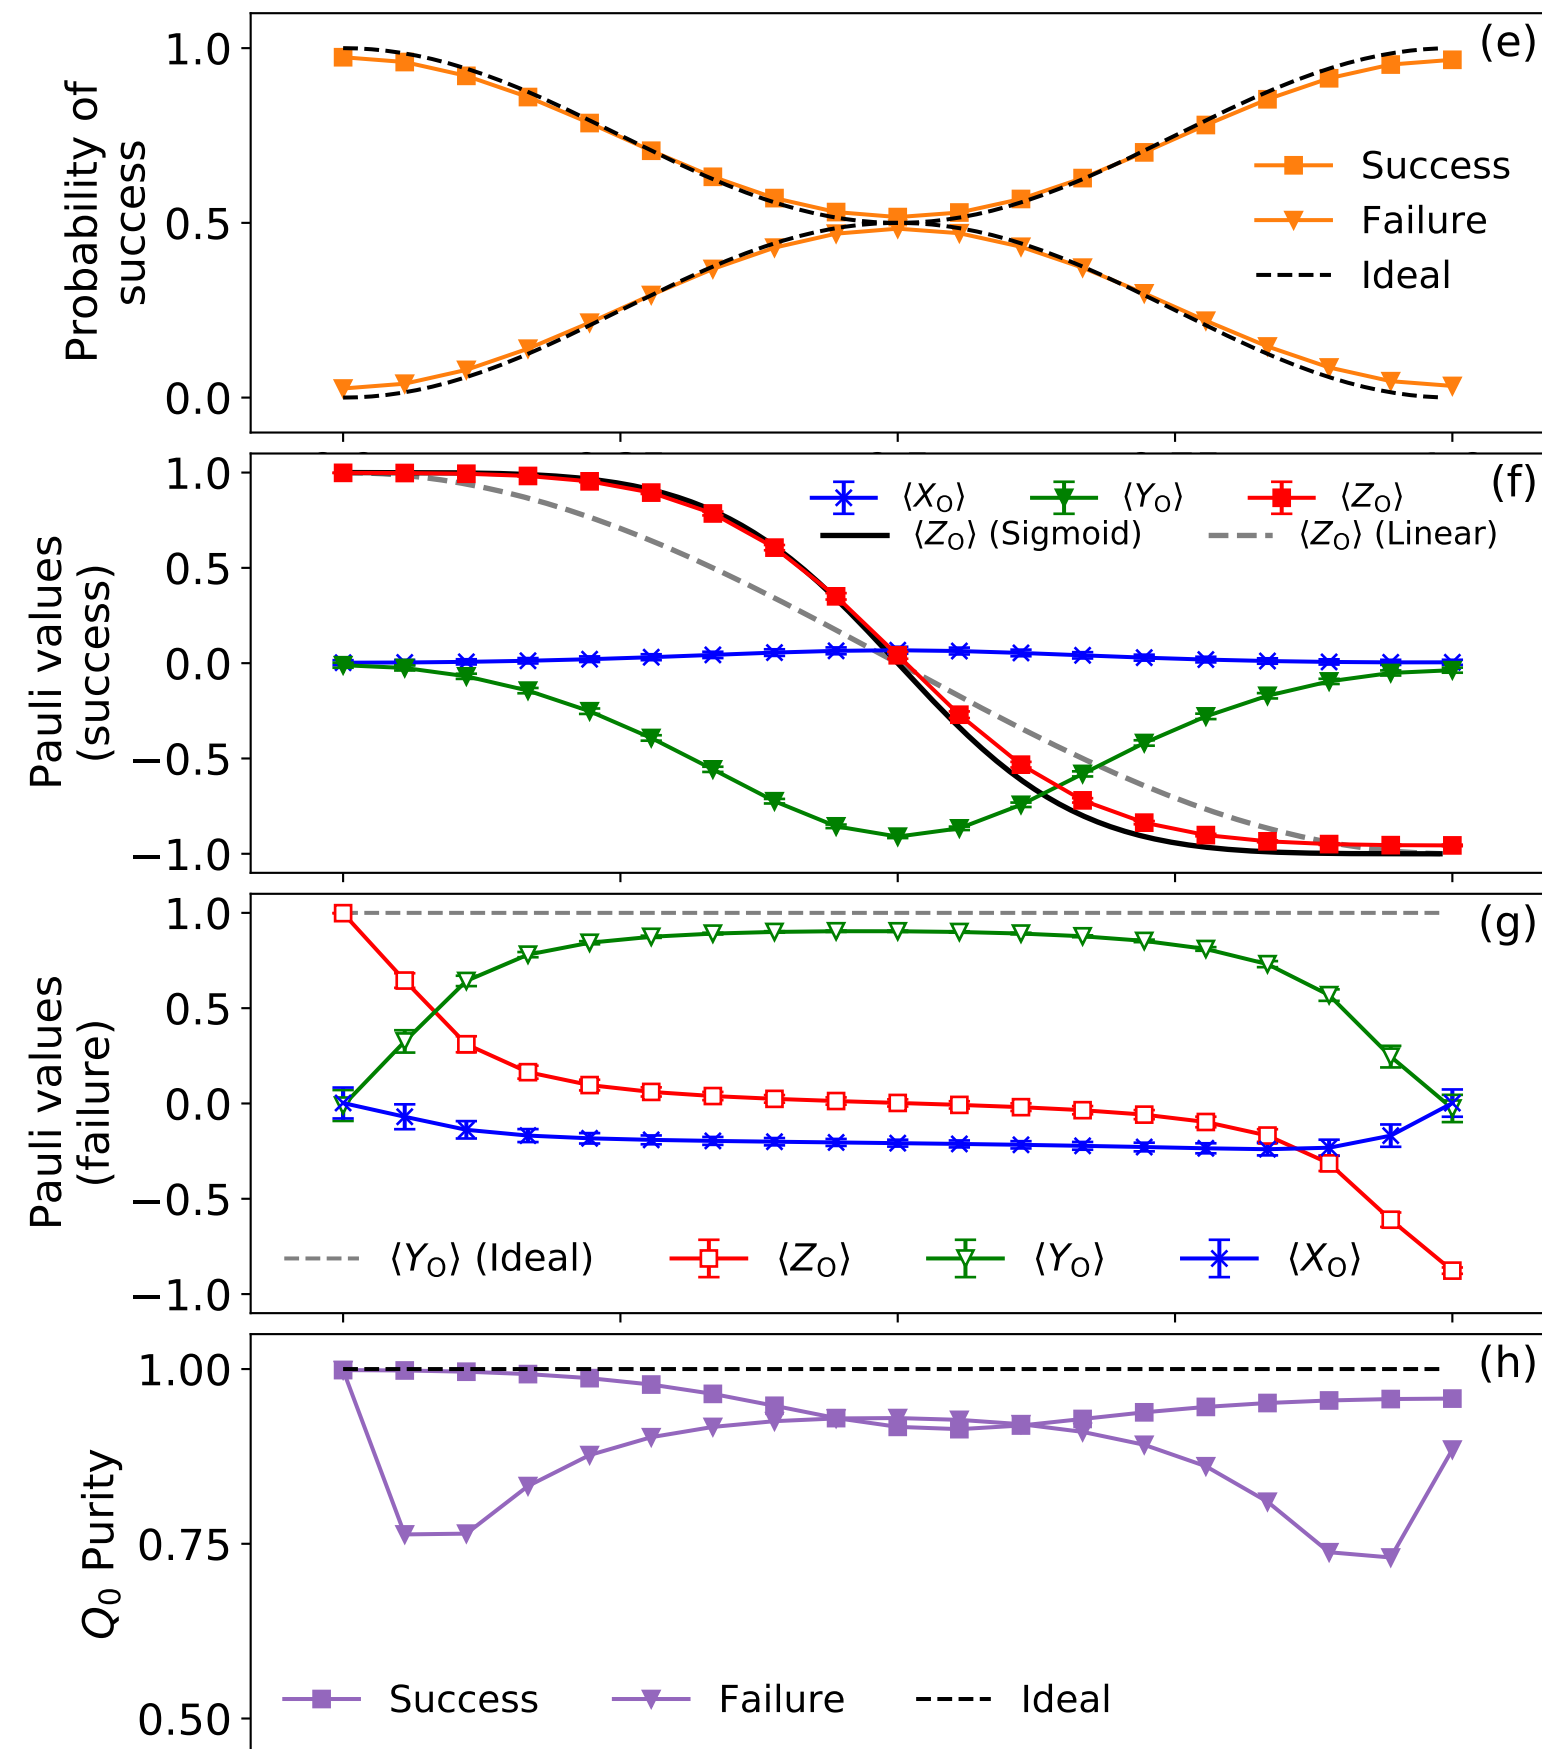 (e)
Probability of
success
1.0
0.5
0.0
Success
Failure
Ideal
(f)
Pauli values
(success)
1.0
0.5
0.0
−0.5
−1.0
⟨X_O⟩ ⟨Y_O⟩ ⟨Z_O⟩
⟨Z_O⟩ (Sigmoid) ⟨Z_O⟩ (Linear)
(g)
Pauli values
(failure)
1.0
0.5
0.0
−0.5
−1.0
⟨Y_O⟩ (Ideal) ⟨Z_O⟩ ⟨Y_O⟩ ⟨X_O⟩
(h)
Q_0 Purity
1.00
0.75
0.50
Success Failure Ideal